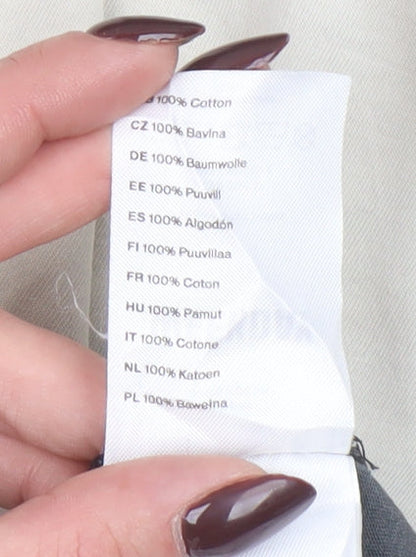 100% Cotton
CZ 100% Bavlna
DE 100% Baumwolle
EE 100% Puuvill
ES 100% Algodón
FI 100% Puuvillaa
FR 100% Coton
HU 100% Pamut
IT 100% Cotone
NL 100% Katoen
PL 100% Bawełna